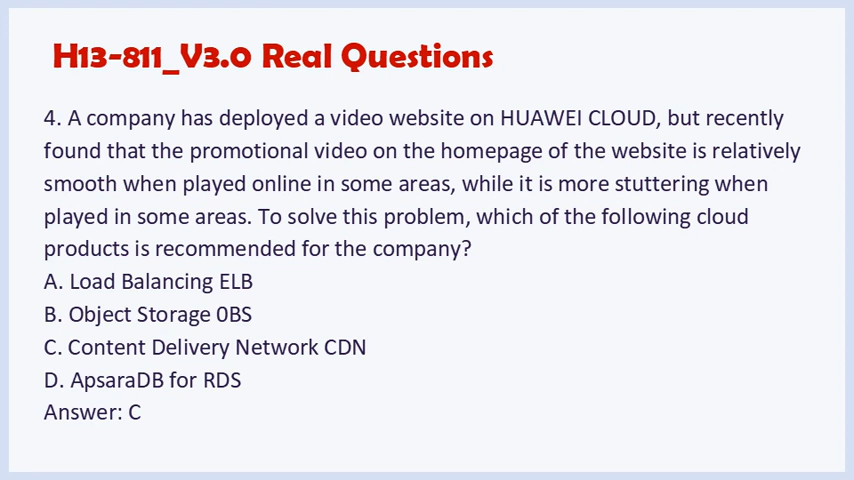 H13-811_V3.0 Real Questions
4. A company has deployed a video website on HUAWEI CLOUD, but recently
found that the promotional video on the homepage of the website is relatively
smooth when played online in some areas, while it is more stuttering when
played in some areas. To solve this problem, which of the following cloud
products is recommended for the company?
A. Load Balancing ELB
B. Object Storage 0BS
C. Content Delivery Network CDN
D. ApsaraDB for RDS
Answer: C